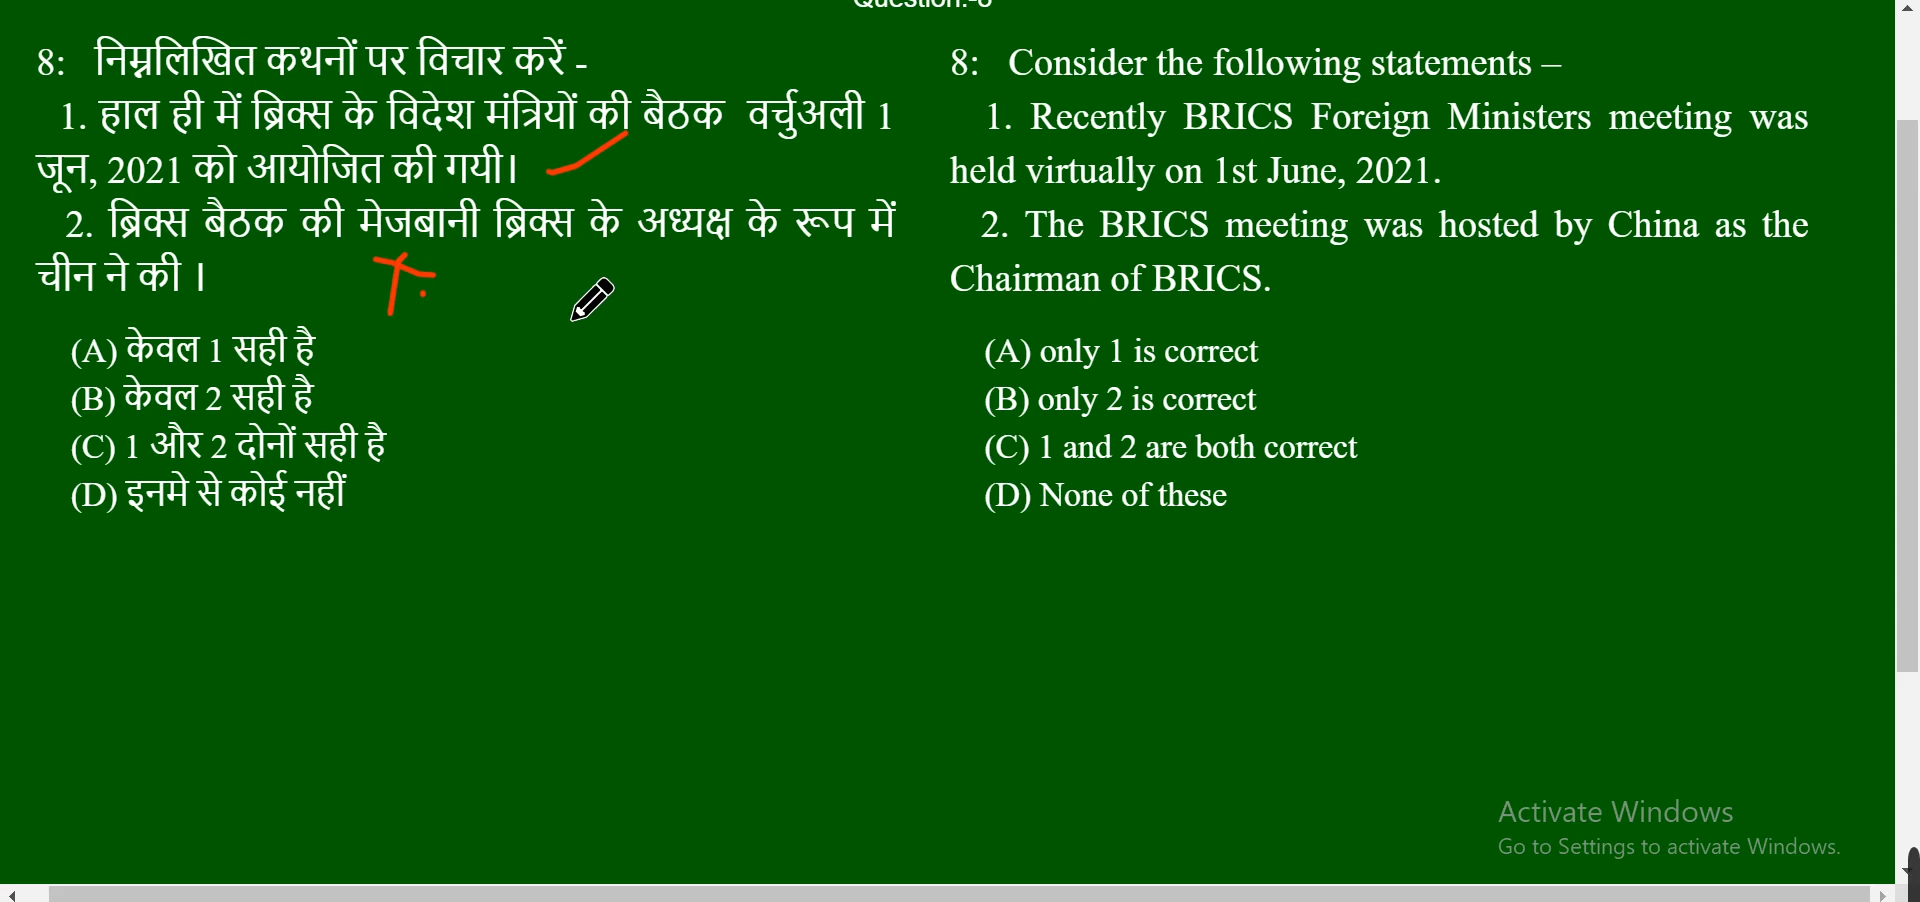 8: निम्नलिखित कथनों पर विचार करें -
1. हाल ही में ब्रिक्स के विदेश मंत्रियों की बैठक वर्चुअली 1
जून, 2021 को आयोजित की गयी।
2. ब्रिक्स बैठक की मेजबानी ब्रिक्स के अध्यक्ष के रूप में
चीन ने की ।
(A) केवल 1 सही है
(B) केवल 2 सही है
(C) 1 और 2 दोनों सही है
(D) इनमे से कोई नहीं
8: Consider the following statements –
1. Recently BRICS Foreign Ministers meeting was
held virtually on 1st June, 2021.
2. The BRICS meeting was hosted by China as the
Chairman of BRICS.
(A) only 1 is correct
(B) only 2 is correct
(C) 1 and 2 are both correct
(D) None of these
Activate Windows
Go to Settings to activate Windows.